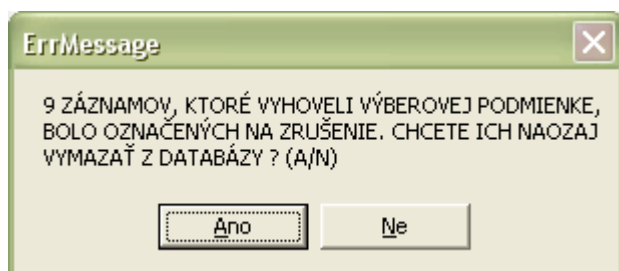 ErrMessage
9 ZÁZNAMOV, KTORÉ VYHOVELI VÝBEROVEJ PODMIENKE,
BOLO OZNAČENÝCH NA ZRUŠENIE. CHCETE ICH NAOZAJ
VYMAZAŤ Z DATABÁZY ? (A/N)
Ano Ne